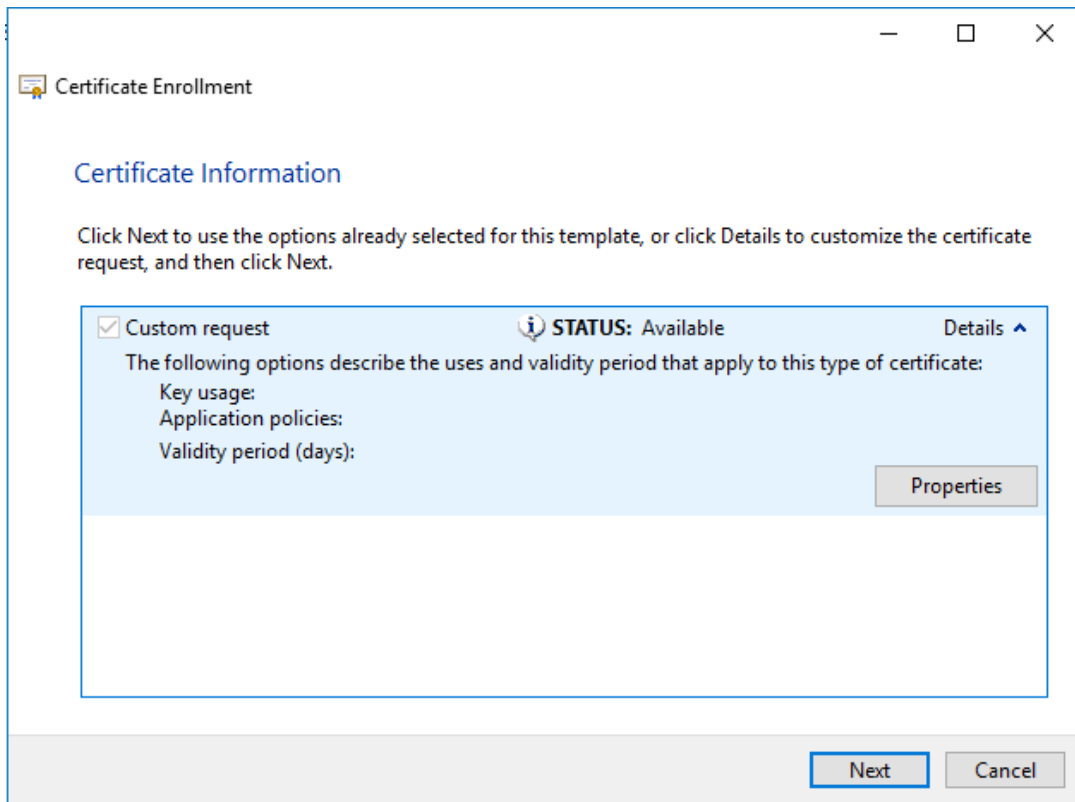 Certificate Enrollment
Certificate Information
Click Next to use the options already selected for this template, or click Details to customize the certificate
request, and then click Next.
Custom request STATUS: Available Details
The following options describe the uses and validity period that apply to this type of certificate:
Key usage:
Application policies:
Validity period (days):
Properties
Next Cancel